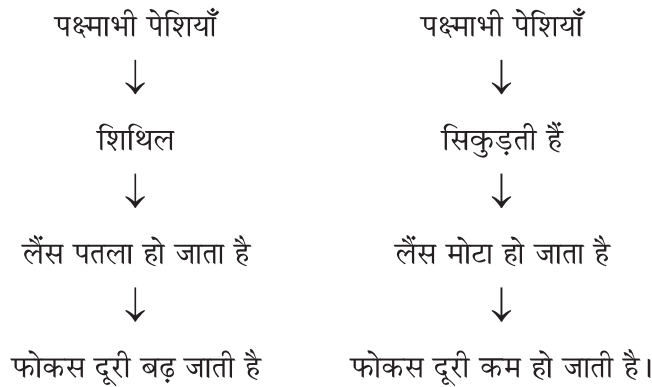 पक्ष्माभी पेशियाँ
↓
शिथिल
↓
लैंस पतला हो जाता है
↓
फोकस दूरी बढ़ जाती है
पक्ष्माभी पेशियाँ
↓
सिकुड़ती हैं
↓
लैंस मोटा हो जाता है
↓
फोकस दूरी कम हो जाती है।